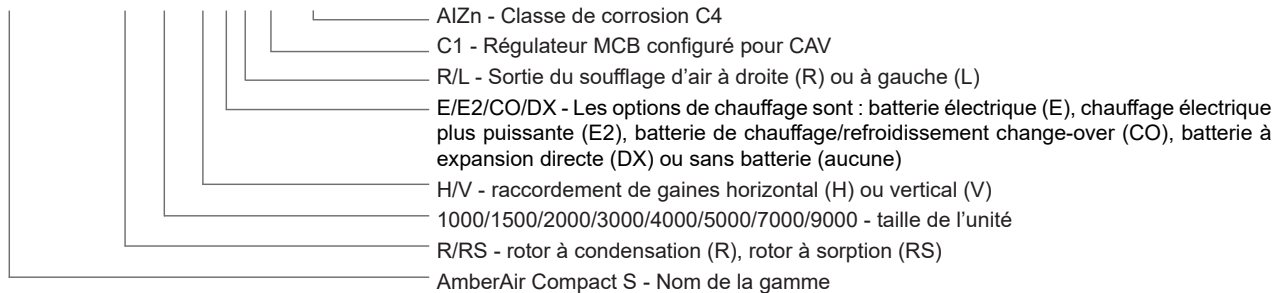 AlZn - Classe de corrosion C4
C1 - Régulateur MCB configuré pour CAV
R/L - Sortie du soufflage d’air à droite (R) ou à gauche (L)
E/E2/CO/DX - Les options de chauffage sont : batterie électrique (E), chauffage électrique
plus puissante (E2), batterie de chauffage/refroidissement change-over (CO), batterie à
expansion directe (DX) ou sans batterie (aucune)
H/V - raccordement de gaines horizontal (H) ou vertical (V)
1000/1500/2000/3000/4000/5000/7000/9000 - taille de l’unité
R/RS - rotor à condensation (R), rotor à sorption (RS)
AmberAir Compact S - Nom de la gamme